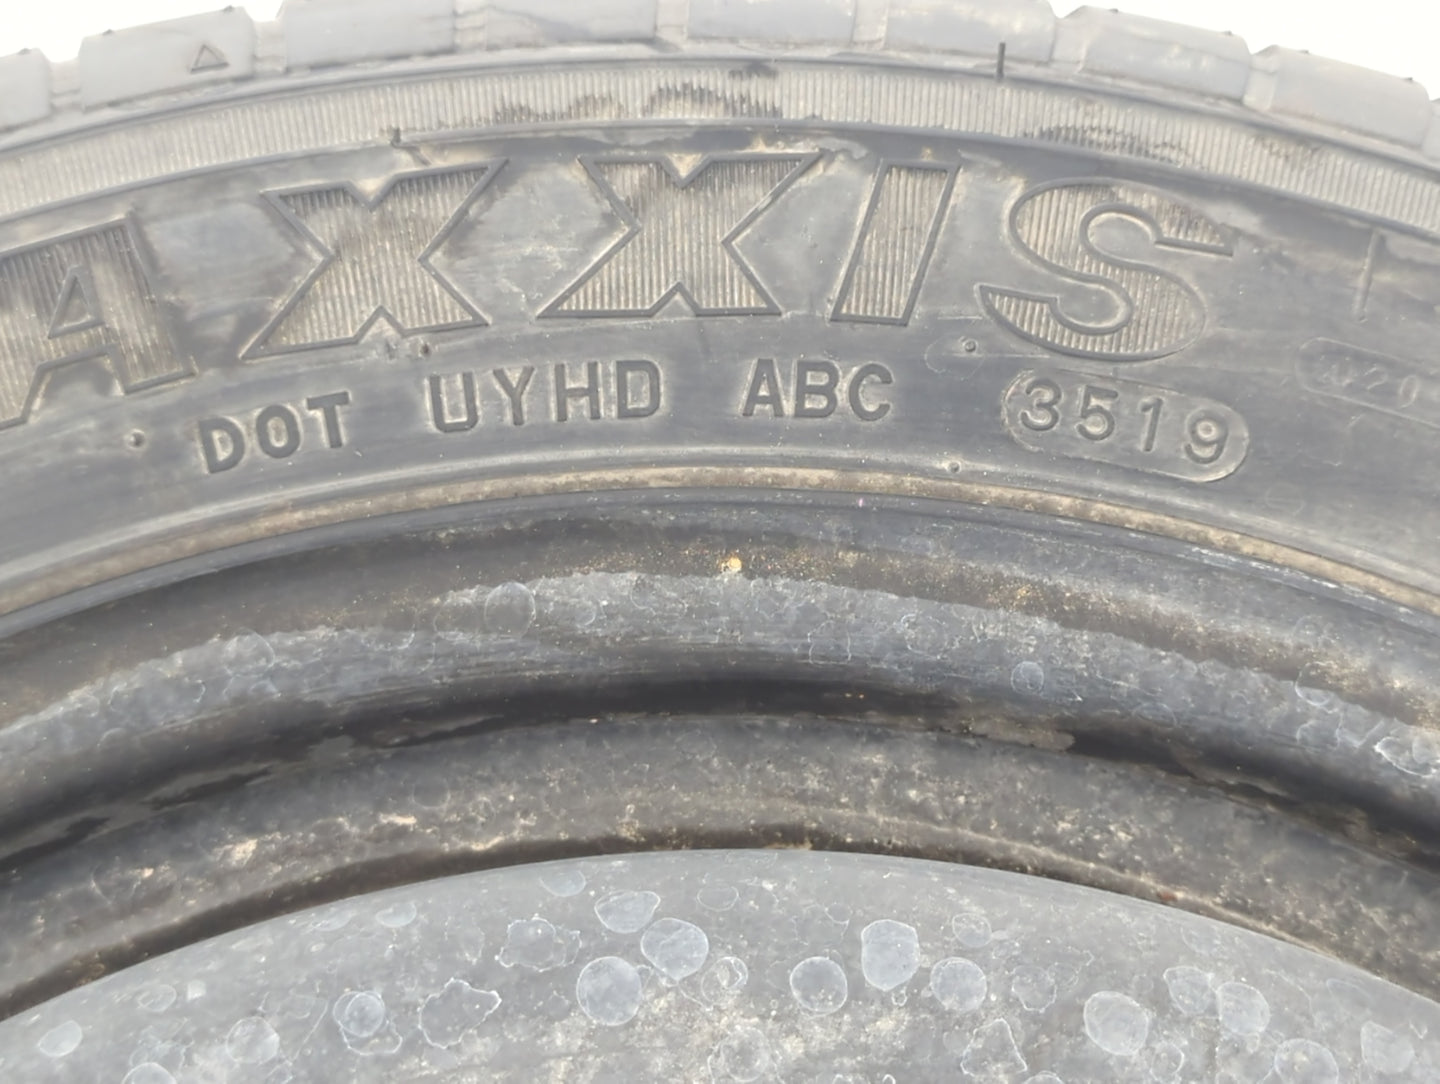 AXXIS
DOT UYHD ABC 3519